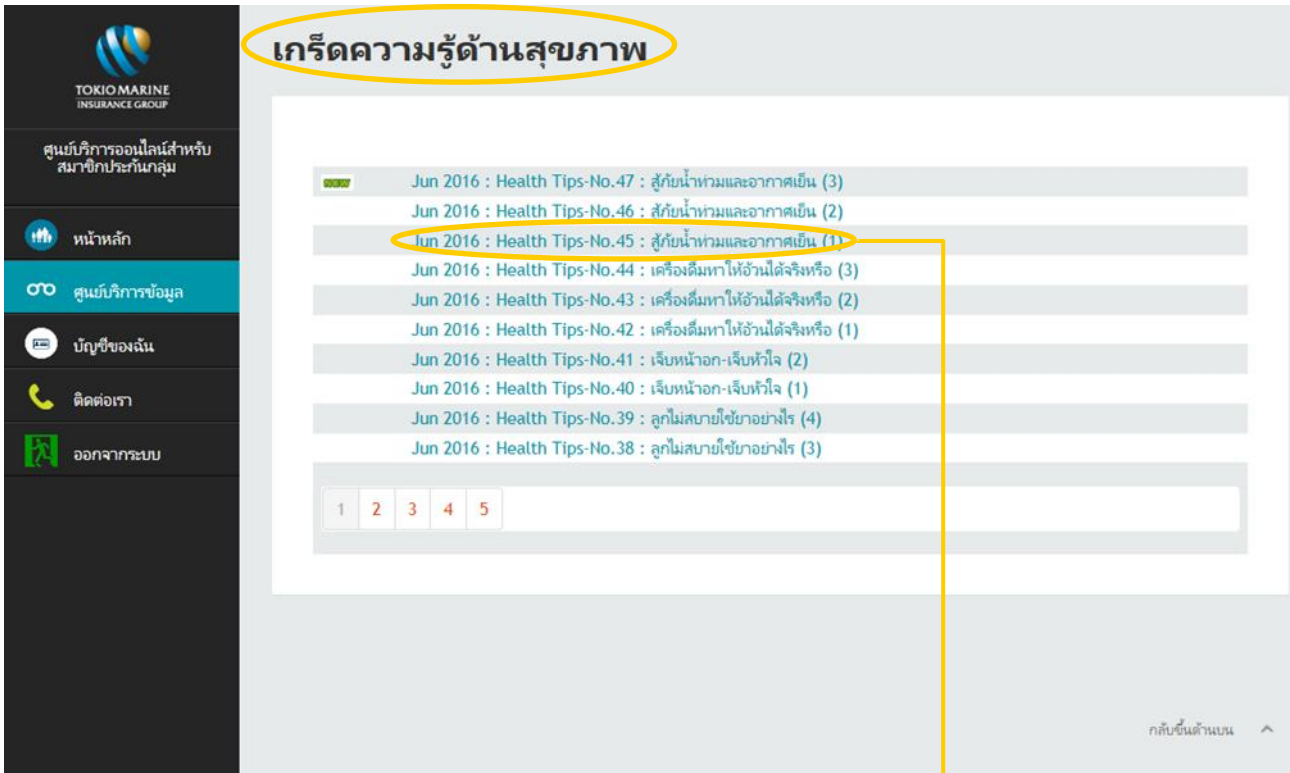 TOKIO MARINE
INSURANCE GROUP
ศูนย์บริการออนไลน์สำหรับ
สมาชิกประกันกลุ่ม
หน้าหลัก
ศูนย์บริการข้อมูล
บัญชีของฉัน
ติดต่อเรา
ออกจากระบบ
เกร็ดความรู้ด้านสุขภาพ
new Jun 2016 : Health Tips-No.47 : สู้ภัยน้ำท่วมและอากาศเย็น (3)
Jun 2016 : Health Tips-No.46 : สู้ภัยน้ำท่วมและอากาศเย็น (2)
Jun 2016 : Health Tips-No.45 : สู้ภัยน้ำท่วมและอากาศเย็น (1)
Jun 2016 : Health Tips-No.44 : เครื่องดื่มทาให้อ้วนได้จริงหรือ (3)
Jun 2016 : Health Tips-No.43 : เครื่องดื่มทาให้อ้วนได้จริงหรือ (2)
Jun 2016 : Health Tips-No.42 : เครื่องดื่มทาให้อ้วนได้จริงหรือ (1)
Jun 2016 : Health Tips-No.41 : เจ็บหน้าอก-เจ็บหัวใจ (2)
Jun 2016 : Health Tips-No.40 : เจ็บหน้าอก-เจ็บหัวใจ (1)
Jun 2016 : Health Tips-No.39 : ลูกไม่สบายใช้ยาอย่างไร (4)
Jun 2016 : Health Tips-No.38 : ลูกไม่สบายใช้ยาอย่างไร (3)
1 2 3 4 5
กลับขึ้นด้านบน